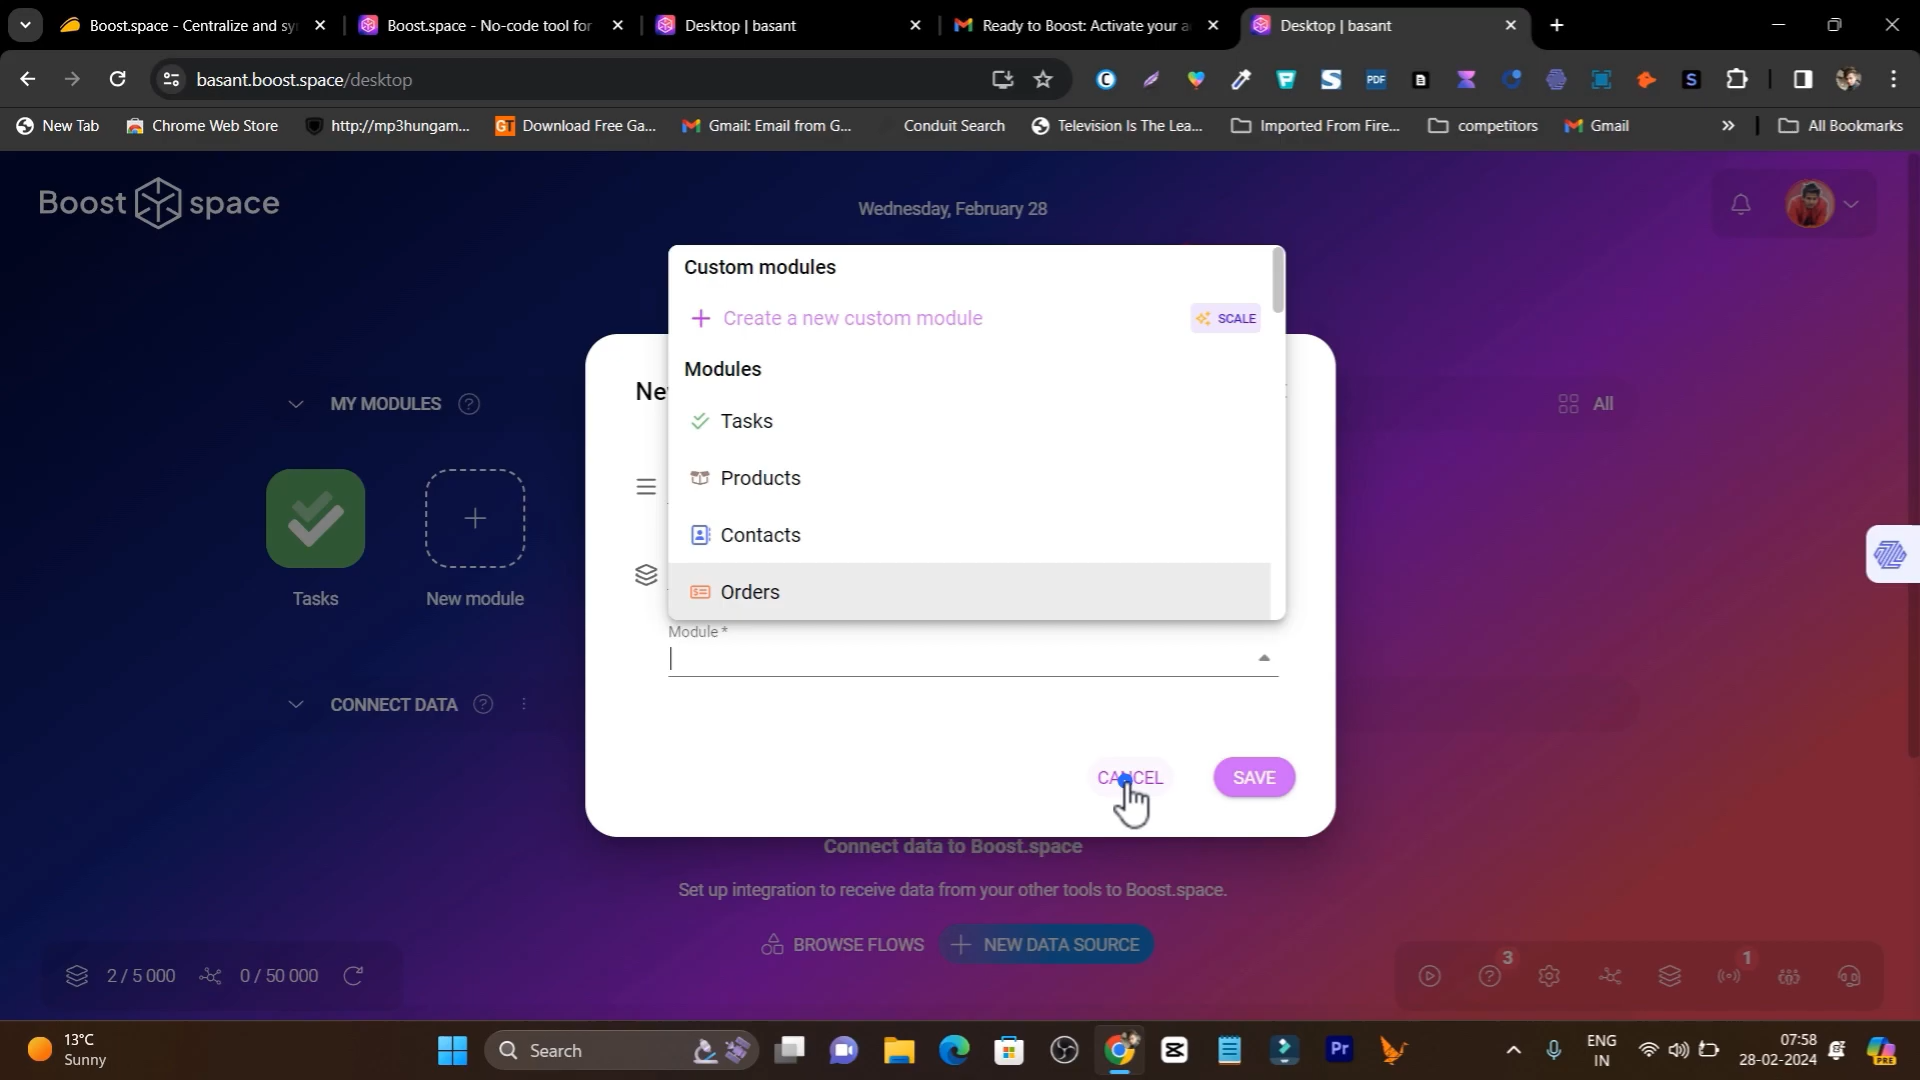 Boost.space - Centralize and sy
Boost.space - No-code tool for
Desktop | basant
Ready to Boost: Activate your a
Desktop | basant
basant.boost.space/desktop
New Tab
Chrome Web Store
http://mp3hungam...
Download Free Ga...
Gmail: Email from G...
Conduit Search
Television Is The Lea...
Imported From Fire...
competitors
Gmail
All Bookmarks
Boost space
Wednesday, February 28
Custom modules
Create a new custom module
SCALE
Modules
Tasks
Products
Contacts
Orders
Ne
Module *
CANCEL
SAVE
MY MODULES
All
Tasks
New module
CONNECT DATA
Connect data to Boost.space
Set up integration to receive data from your other tools to Boost.space.
BROWSE FLOWS
NEW DATA SOURCE
2 / 5 000
0 / 50 000
3
1
13°C
Sunny
Search
ENG
IN
07:58
28-02-2024